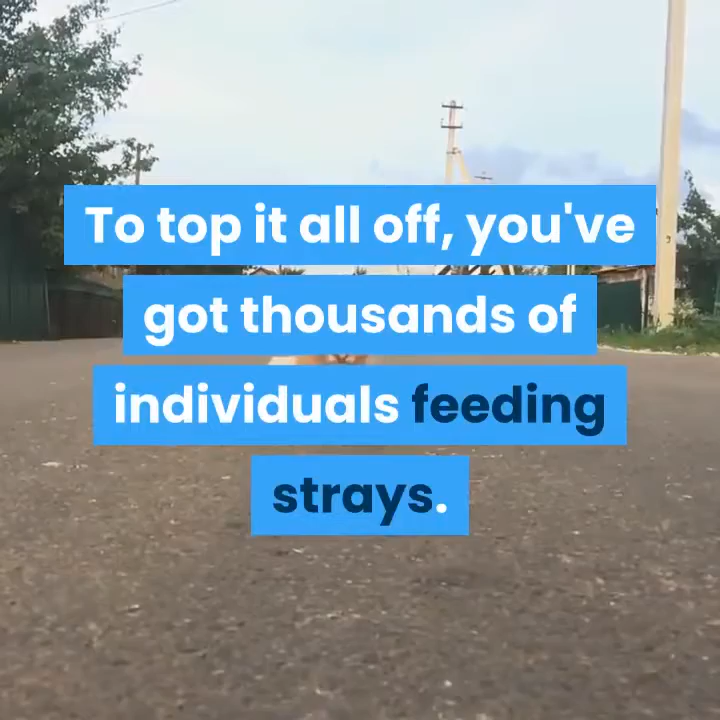 To top it all off, you've
got thousands of
individuals feeding
strays.